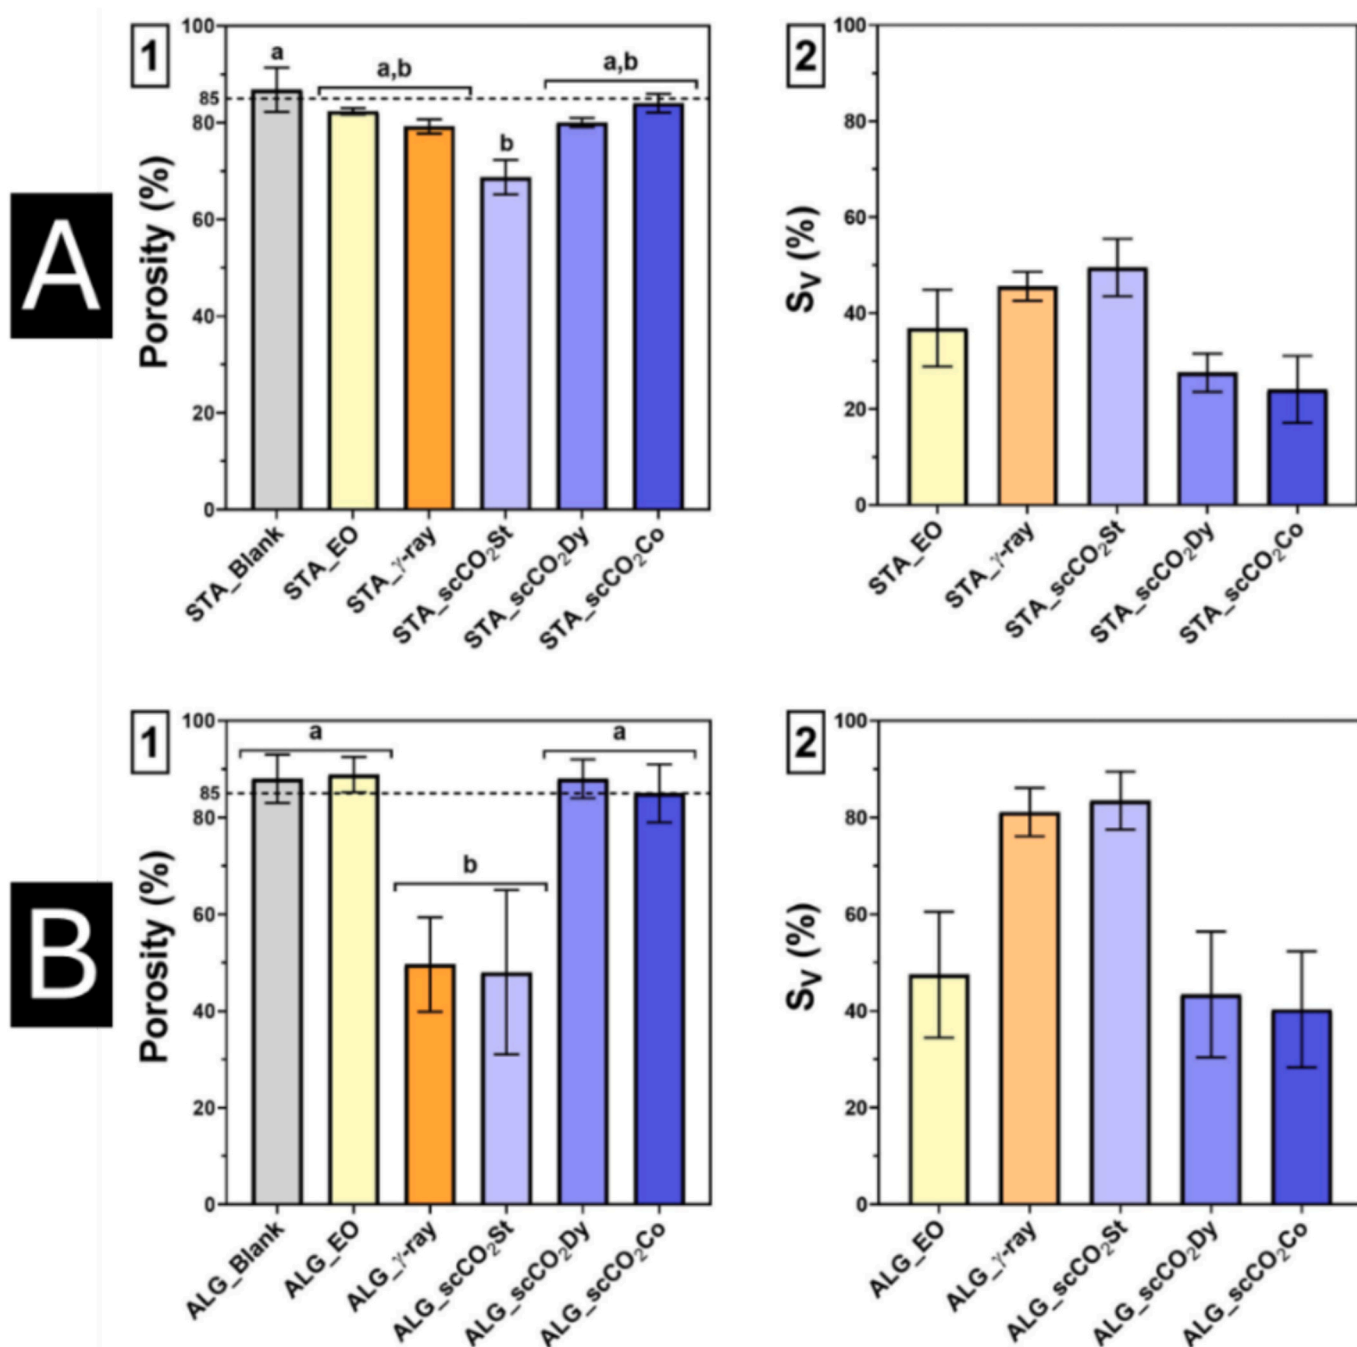 A
1
Porosity (%)
100
85
80
60
40
20
0
a
a,b
b
a,b
STA_Blank
STA_EO
STA_γ-ray
STA_scCO₂St
STA_scCO₂Dy
STA_scCO₂Co
2
Sᵥ (%)
100
80
60
40
20
0
STA_EO
STA_γ-ray
STA_scCO₂St
STA_scCO₂Dy
STA_scCO₂Co
B
1
Porosity (%)
100
85
80
60
40
20
0
a
b
a
ALG_Blank
ALG_EO
ALG_γ-ray
ALG_scCO₂St
ALG_scCO₂Dy
ALG_scCO₂Co
2
Sᵥ (%)
100
80
60
40
20
0
ALG_EO
ALG_γ-ray
ALG_scCO₂St
ALG_scCO₂Dy
ALG_scCO₂Co